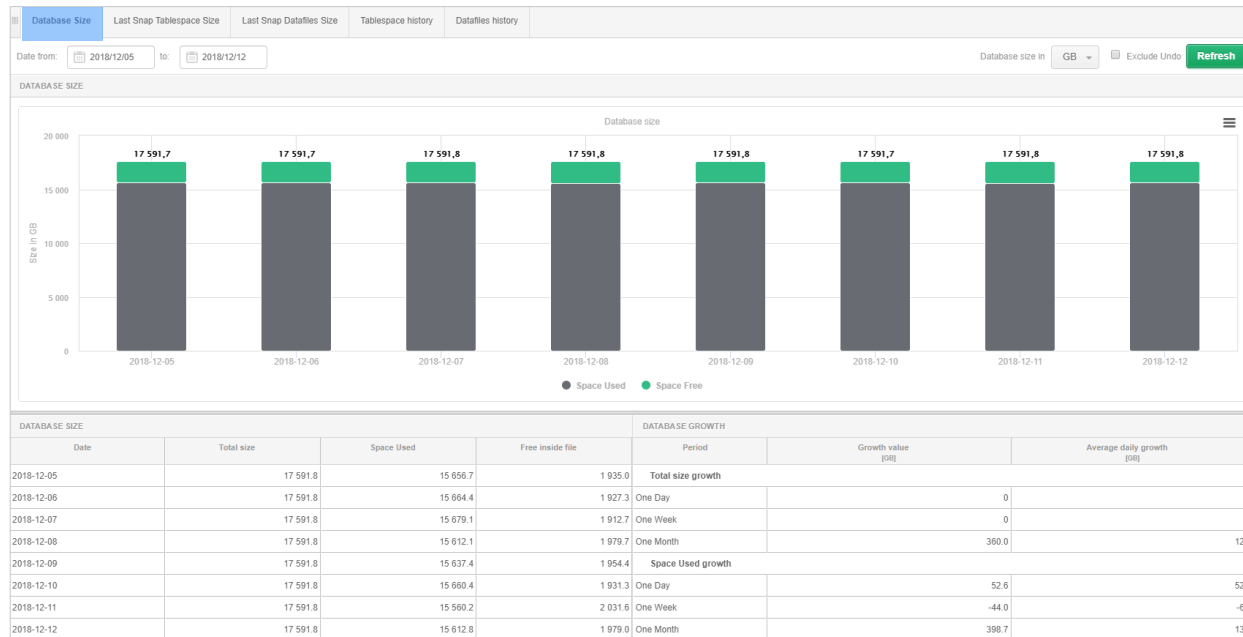 Database Size Last Snap Tablespace Size Last Snap Datafiles Size Tablespace history Datafiles history
Date from: 2018/12/05 to: 2018/12/12 Database size in GB Exclude Undo Refresh
DATABASE SIZE
Database size
20 000
17 591,7 17 591,7 17 591,8 17 591,8 17 591,8 17 591,7 17 591,8 17 591,8
15 000
Size in GB
10 000
5 000
0
2018-12-05 2018-12-06 2018-12-07 2018-12-08 2018-12-09 2018-12-10 2018-12-11 2018-12-12
Space Used Space Free
DATABASE SIZE DATABASE GROWTH
Date Total size Space Used Free inside file Period Growth value Average daily growth
[GB] [GB]
2018-12-05 17 591.8 15 656.7 1 935.0 Total size growth
2018-12-06 17 591.8 15 664.4 1 927.3 One Day 0
2018-12-07 17 591.8 15 679.1 1 912.7 One Week 0
2018-12-08 17 591.8 15 612.1 1 979.7 One Month 360.0 12
2018-12-09 17 591.8 15 637.4 1 954.4 Space Used growth
2018-12-10 17 591.8 15 660.4 1 931.3 One Day 52.6 52
2018-12-11 17 591.8 15 560.2 2 031.6 One Week -44.0 -6
2018-12-12 17 591.8 15 612.8 1 979.0 One Month 398.7 13